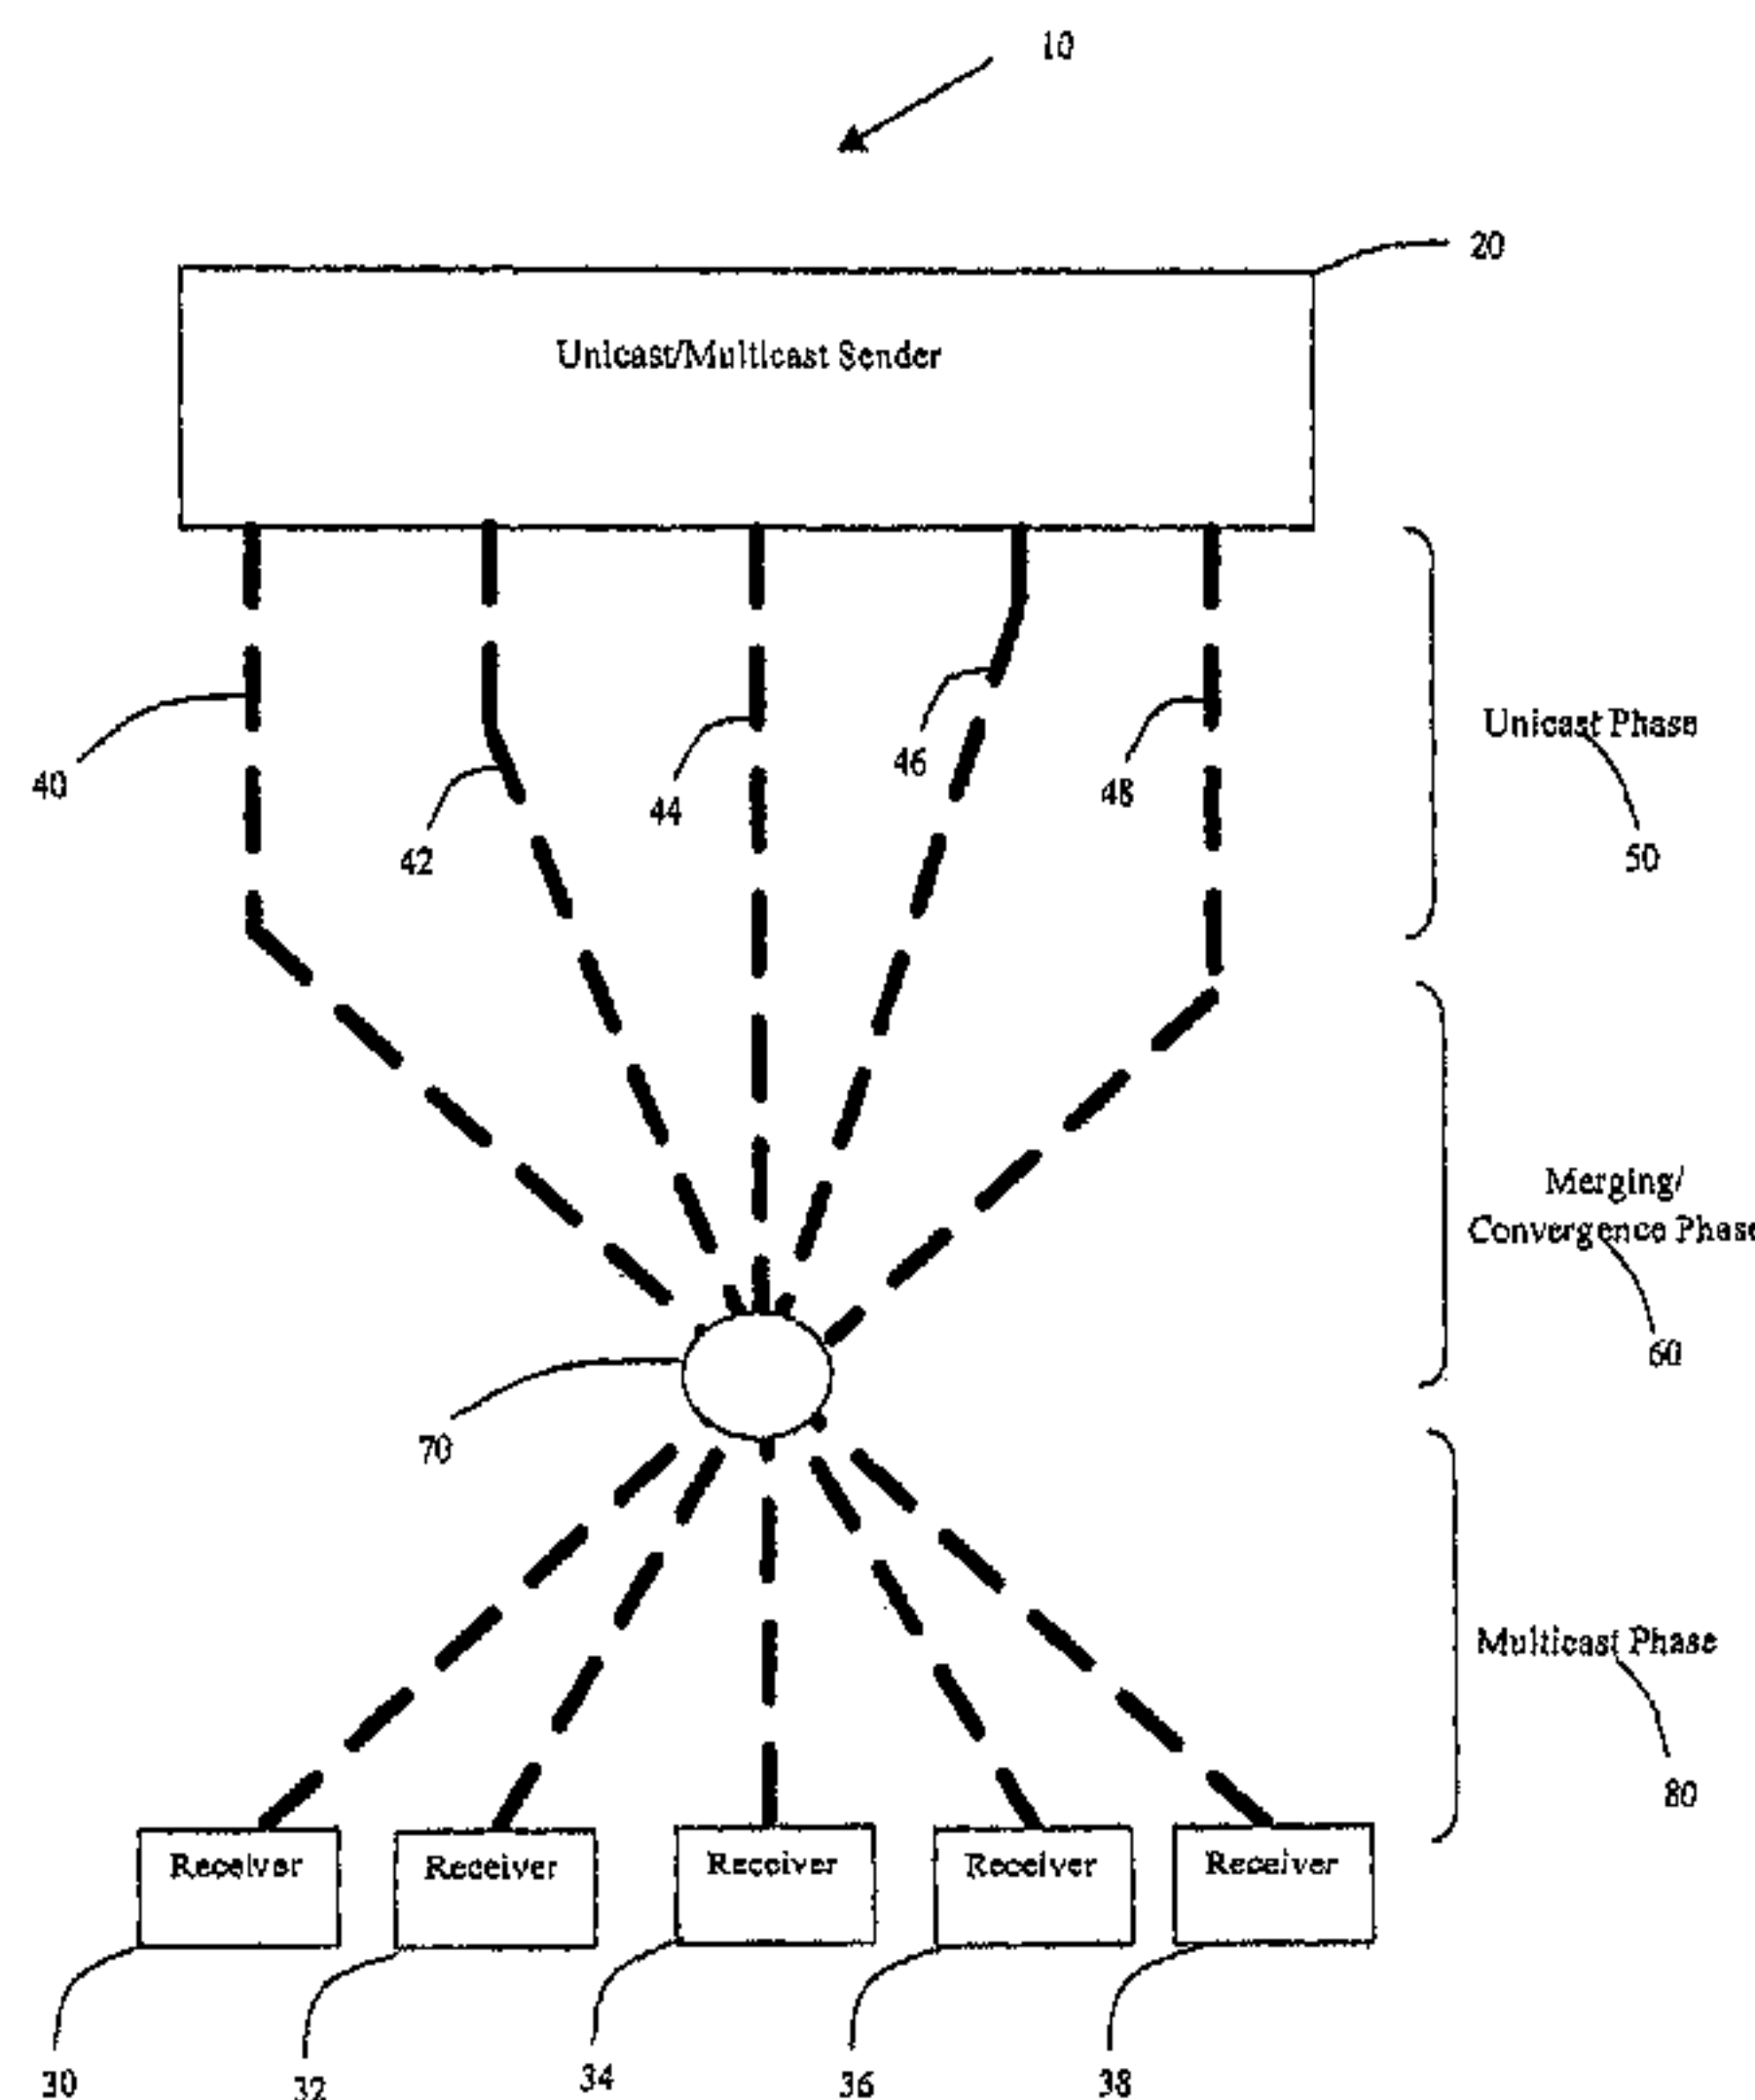 10
20
Unicast/Multicast Sender
40
42
44
46
48
Unicast Phase
50
Merging/
Convergence Phase
60
70
Multicast Phase
80
Receiver
Receiver
Receiver
Receiver
Receiver
30
32
34
36
38